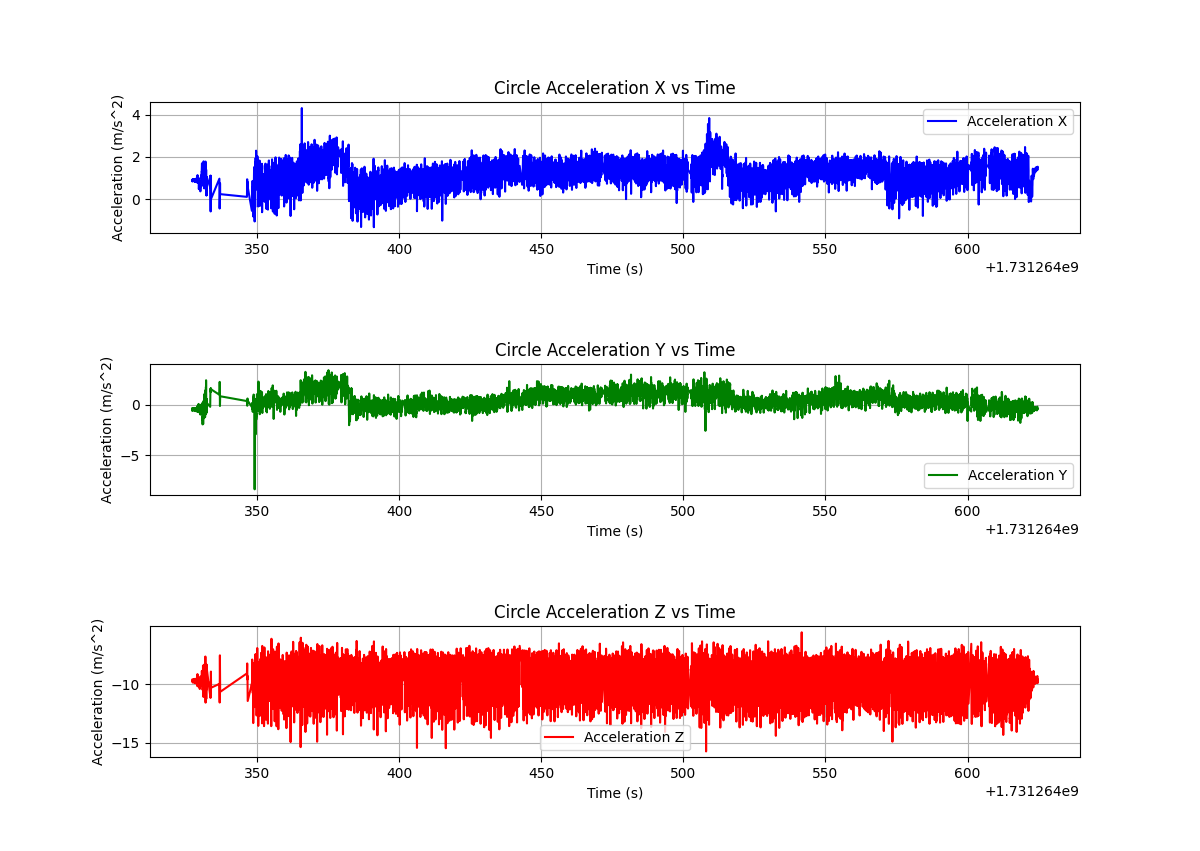 Circle Acceleration X vs Time
Acceleration (m/s^2)
4
2
0
Acceleration X
350 400 450 500 550 600
Time (s)
+1.731264e9
Circle Acceleration Y vs Time
Acceleration (m/s^2)
0
−5
Acceleration Y
350 400 450 500 550 600
Time (s)
+1.731264e9
Circle Acceleration Z vs Time
Acceleration (m/s^2)
−10
−15
Acceleration Z
350 400 450 500 550 600
Time (s)
+1.731264e9